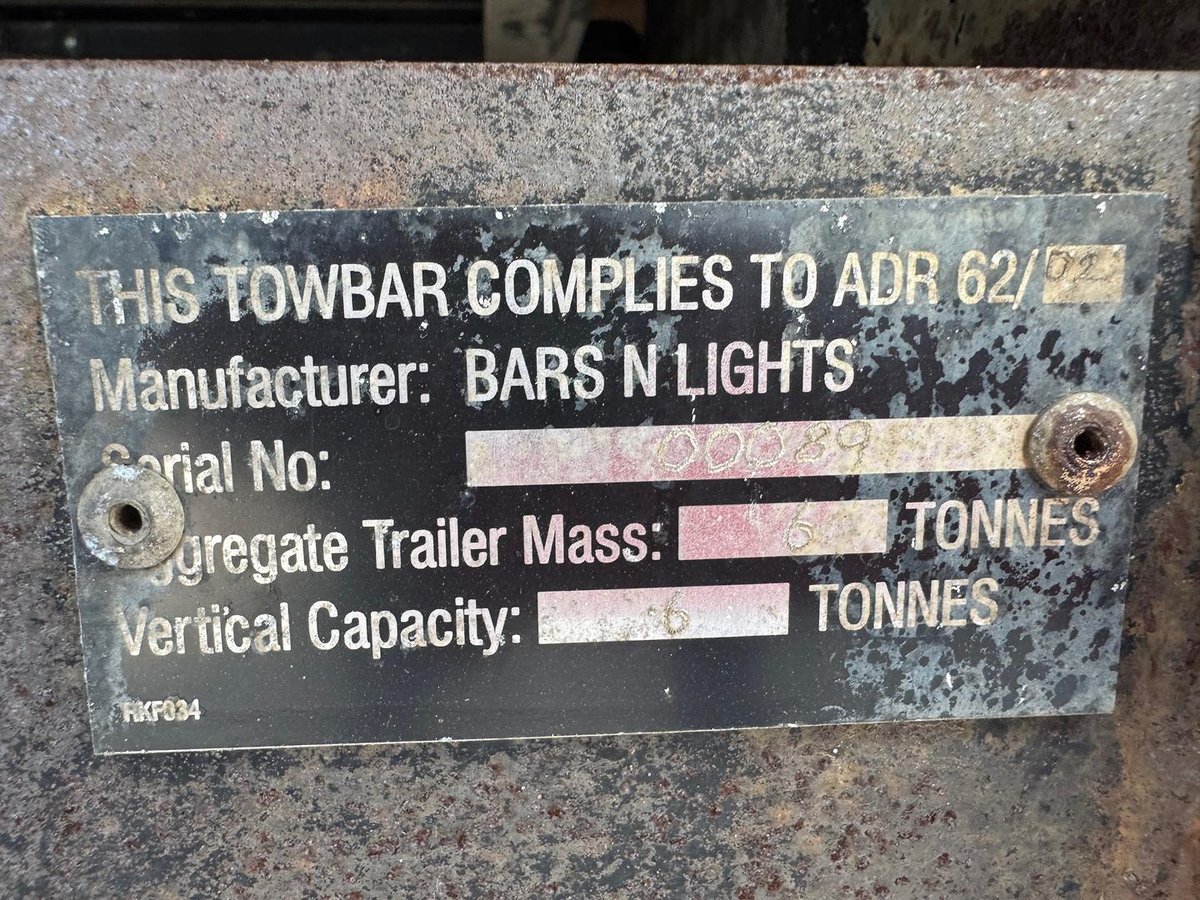 THIS TOWBAR COMPLIES TO ADR 62/02
Manufacturer: BARS N LIGHTS
Serial No: 00089
Aggregate Trailer Mass: 6 TONNES
Vertical Capacity: .6 TONNES
RKF034